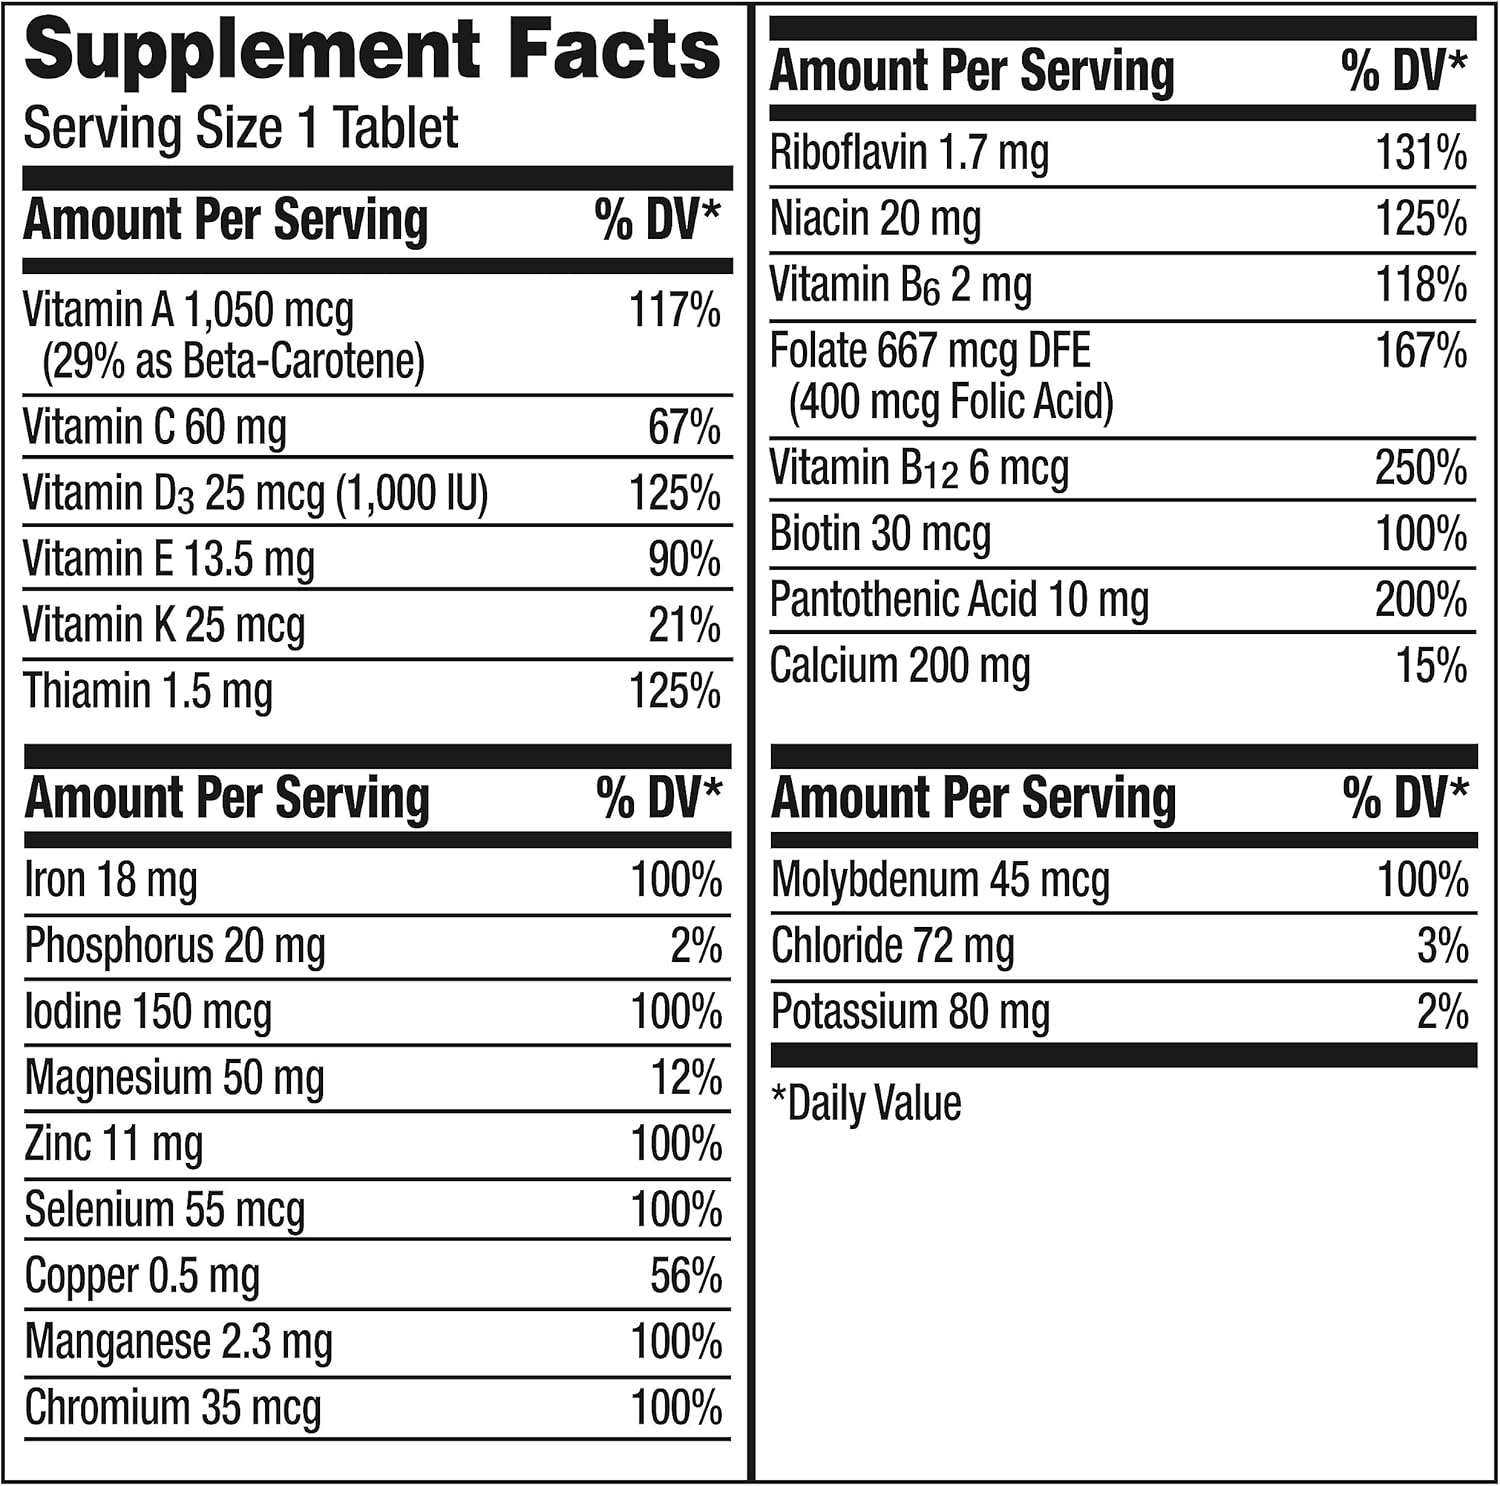 Supplement Facts
Serving Size 1 Tablet
Amount Per Serving % DV*
Vitamin A 1,050 mcg 117%
(29% as Beta-Carotene)
Vitamin C 60 mg 67%
Vitamin D3 25 mcg (1,000 IU) 125%
Vitamin E 13.5 mg 90%
Vitamin K 25 mcg 21%
Thiamin 1.5 mg 125%
Amount Per Serving % DV*
Riboflavin 1.7 mg 131%
Niacin 20 mg 125%
Vitamin B6 2 mg 118%
Folate 667 mcg DFE 167%
(400 mcg Folic Acid)
Vitamin B12 6 mcg 250%
Biotin 30 mcg 100%
Pantothenic Acid 10 mg 200%
Calcium 200 mg 15%
Amount Per Serving % DV*
Iron 18 mg 100%
Phosphorus 20 mg 2%
Iodine 150 mcg 100%
Magnesium 50 mg 12%
Zinc 11 mg 100%
Selenium 55 mcg 100%
Copper 0.5 mg 56%
Manganese 2.3 mg 100%
Chromium 35 mcg 100%
Amount Per Serving % DV*
Molybdenum 45 mcg 100%
Chloride 72 mg 3%
Potassium 80 mg 2%
*Daily Value